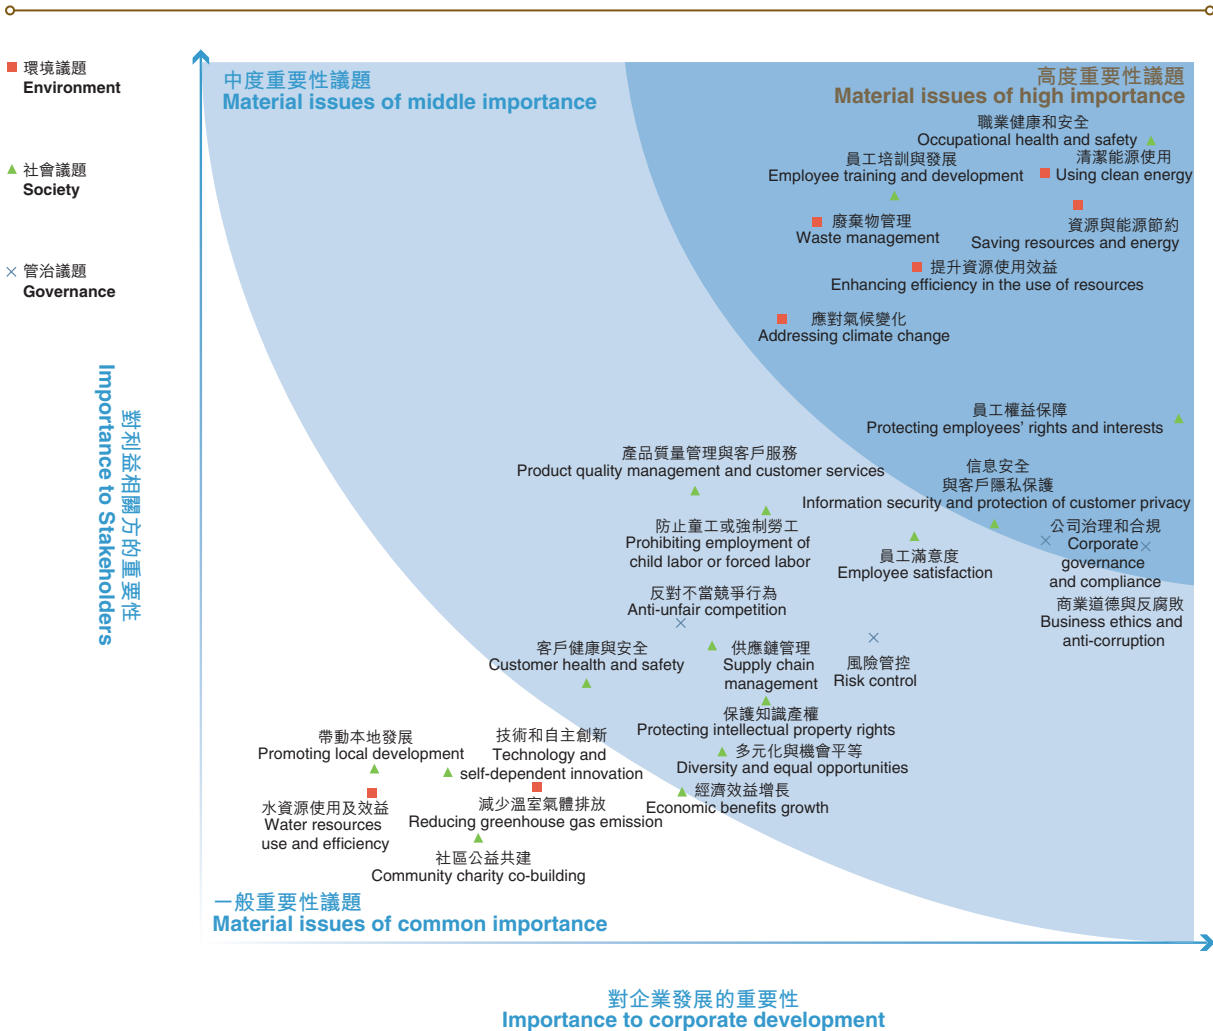 環境議題
Environment
社會議題
Society
管治議題
Governance
對利益相關方的重要性
Importance to Stakeholders
中度重要性議題
Material issues of middle importance
高度重要性議題
Material issues of high importance
職業健康和安全
Occupational health and safety
員工培訓與發展
Employee training and development
清潔能源使用
Using clean energy
廢棄物管理
Waste management
資源與能源節約
Saving resources and energy
提升資源使用效益
Enhancing efficiency in the use of resources
應對氣候變化
Addressing climate change
員工權益保障
Protecting employees' rights and interests
產品質量管理與客戶服務
Product quality management and customer services
信息安全
與客戶隱私保護
Information security and protection of customer privacy
防止童工或強制勞工
Prohibiting employment of
child labor or forced labor
員工滿意度
Employee satisfaction
公司治理和合規
Corporate
governance
and compliance
反對不當競爭行為
Anti-unfair competition
商業道德與反腐敗
Business ethics and
anti-corruption
客戶健康與安全
Customer health and safety
供應鏈管理
Supply chain
management
風險管控
Risk control
保護知識產權
Protecting intellectual property rights
帶動本地發展
Promoting local development
技術和自主創新
Technology and
self-dependent innovation
多元化與機會平等
Diversity and equal opportunities
水資源使用及效益
Water resources
use and efficiency
減少溫室氣體排放
Reducing greenhouse gas emission
經濟效益增長
Economic benefits growth
社區公益共建
Community charity co-building
一般重要性議題
Material issues of common importance
對企業發展的重要性
Importance to corporate development